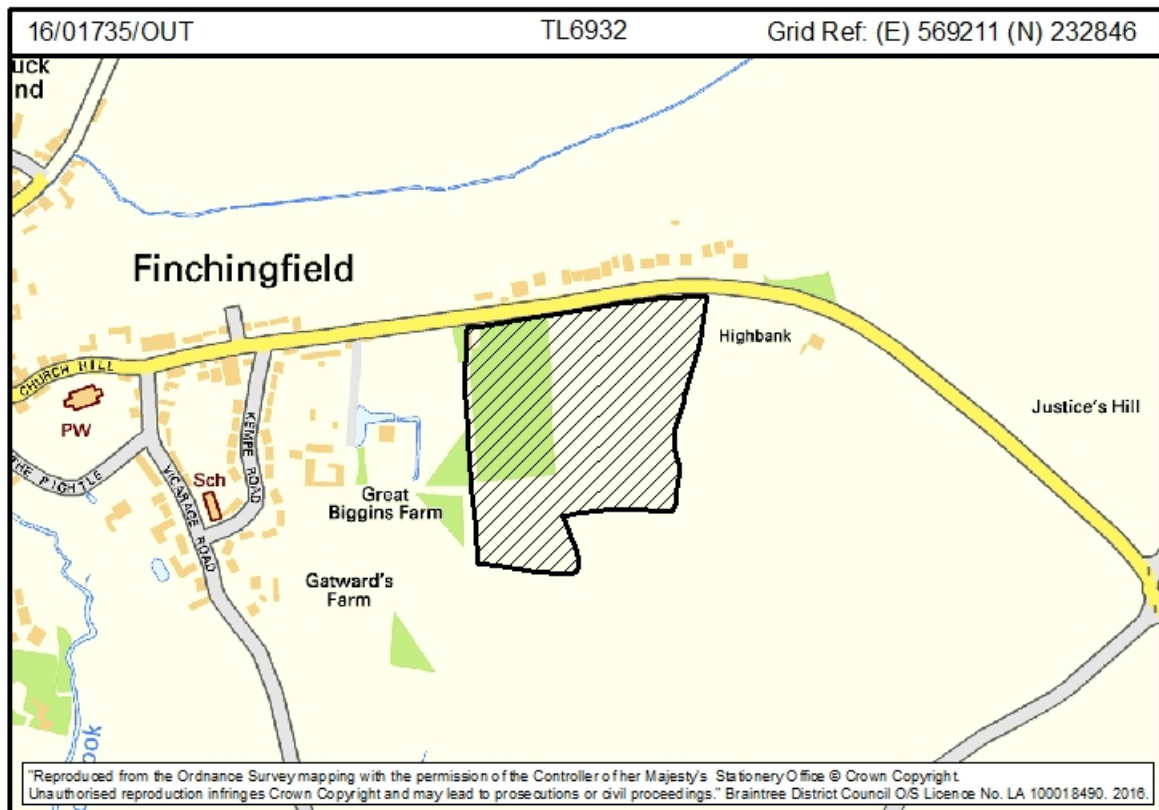 16/01735/OUT TL6932 Grid Ref: (E) 569211 (N) 232846
uck
nd
Finchingfield
CHURCH HILL
PW
THE PIGHTLE
VICARAGE ROAD
Sch
KEMPE ROAD
Great
Biggins Farm
Gatward's
Farm
Highbank
Justice's Hill
ook
"Reproduced from the Ordnance Survey mapping with the permission of the Controller of her Majesty's Stationery Office © Crown Copyright.
Unauthorised reproduction infringes Crown Copyright and may lead to prosecutions or civil proceedings." Braintree District Council O/S Licence No. LA 100018490. 2016.